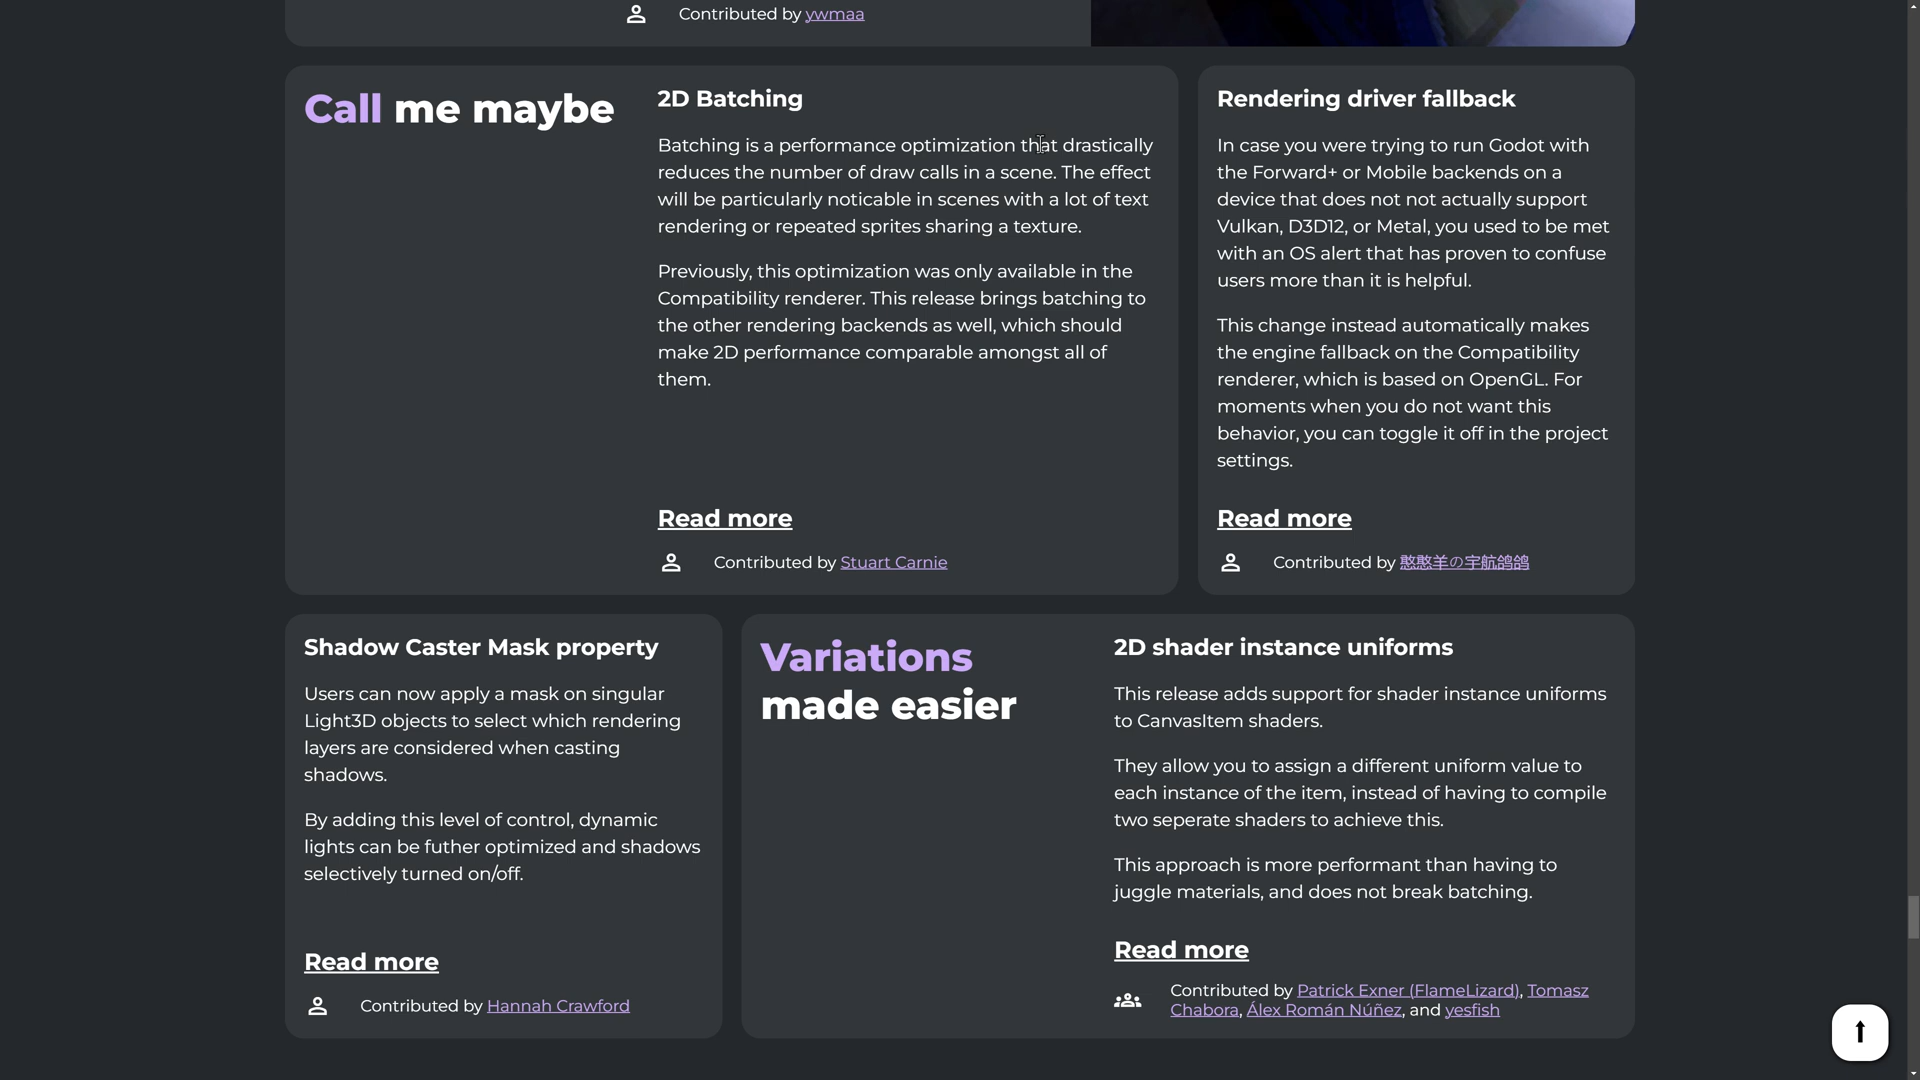 Contributed by ywmaa
Call me maybe
2D Batching
Batching is a performance optimization that drastically
reduces the number of draw calls in a scene. The effect
will be particularly noticable in scenes with a lot of text
rendering or repeated sprites sharing a texture.
Previously, this optimization was only available in the
Compatibility renderer. This release brings batching to
the other rendering backends as well, which should
make 2D performance comparable amongst all of
them.
Read more
Contributed by Stuart Carnie
Rendering driver fallback
In case you were trying to run Godot with
the Forward+ or Mobile backends on a
device that does not not actually support
Vulkan, D3D12, or Metal, you used to be met
with an OS alert that has proven to confuse
users more than it is helpful.
This change instead automatically makes
the engine fallback on the Compatibility
renderer, which is based on OpenGL. For
moments when you do not want this
behavior, you can toggle it off in the project
settings.
Read more
Contributed by 憨憨羊の宇航鸽鸽
Shadow Caster Mask property
Users can now apply a mask on singular
Light3D objects to select which rendering
layers are considered when casting
shadows.
By adding this level of control, dynamic
lights can be futher optimized and shadows
selectively turned on/off.
Read more
Contributed by Hannah Crawford
Variations
made easier
2D shader instance uniforms
This release adds support for shader instance uniforms
to CanvasItem shaders.
They allow you to assign a different uniform value to
each instance of the item, instead of having to compile
two seperate shaders to achieve this.
This approach is more performant than having to
juggle materials, and does not break batching.
Read more
Contributed by Patrick Exner (FlameLizard), Tomasz
Chabora, Álex Román Núñez, and yesfish